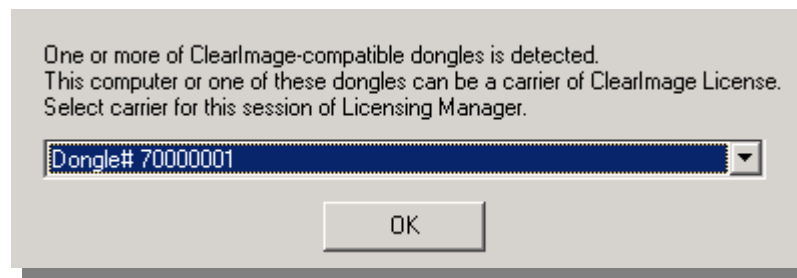 One or more of ClearImage-compatible dongles is detected.
This computer or one of these dongles can be a carrier of ClearImage License.
Select carrier for this session of Licensing Manager.
Dongle# 70000001
OK